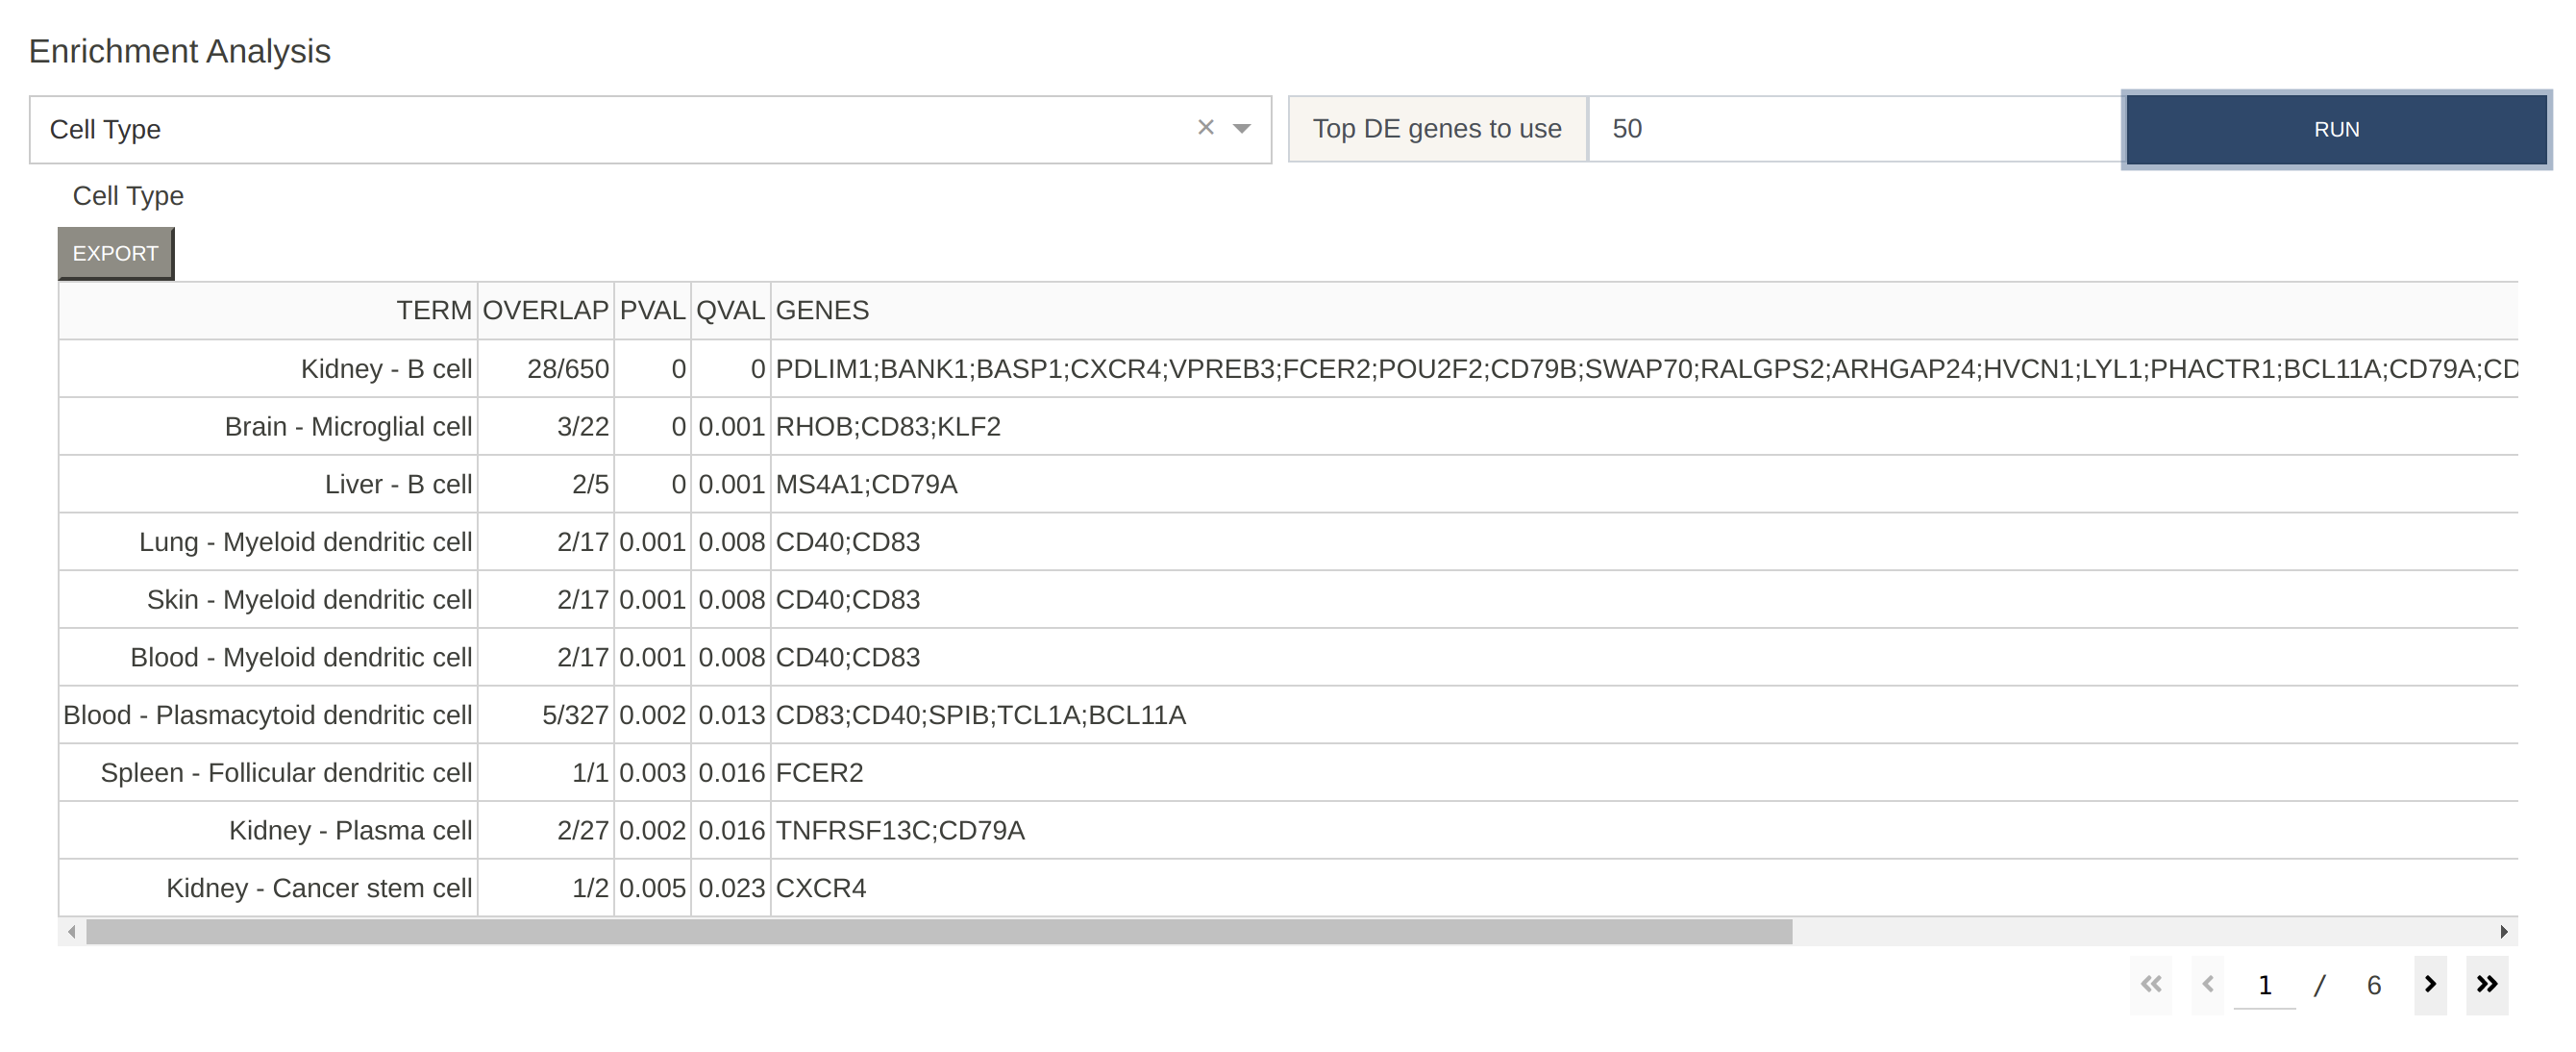 Enrichment Analysis
Cell Type × Top DE genes to use 50 RUN
Cell Type
EXPORT
TERM OVERLAP PVAL QVAL GENES
Kidney - B cell 28/650 0 0 PDLIM1;BANK1;BASP1;CXCR4;VPREB3;FCER2;POU2F2;CD79B;SWAP70;RALGPS2;ARHGAP24;HVCN1;LYL1;PHACTR1;BCL11A;CD79A;CD
Brain - Microglial cell 3/22 0 0.001 RHOB;CD83;KLF2
Liver - B cell 2/5 0 0.001 MS4A1;CD79A
Lung - Myeloid dendritic cell 2/17 0.001 0.008 CD40;CD83
Skin - Myeloid dendritic cell 2/17 0.001 0.008 CD40;CD83
Blood - Myeloid dendritic cell 2/17 0.001 0.008 CD40;CD83
Blood - Plasmacytoid dendritic cell 5/327 0.002 0.013 CD83;CD40;SPIB;TCL1A;BCL11A
Spleen - Follicular dendritic cell 1/1 0.003 0.016 FCER2
Kidney - Plasma cell 2/27 0.002 0.016 TNFRSF13C;CD79A
Kidney - Cancer stem cell 1/2 0.005 0.023 CXCR4
1 / 6